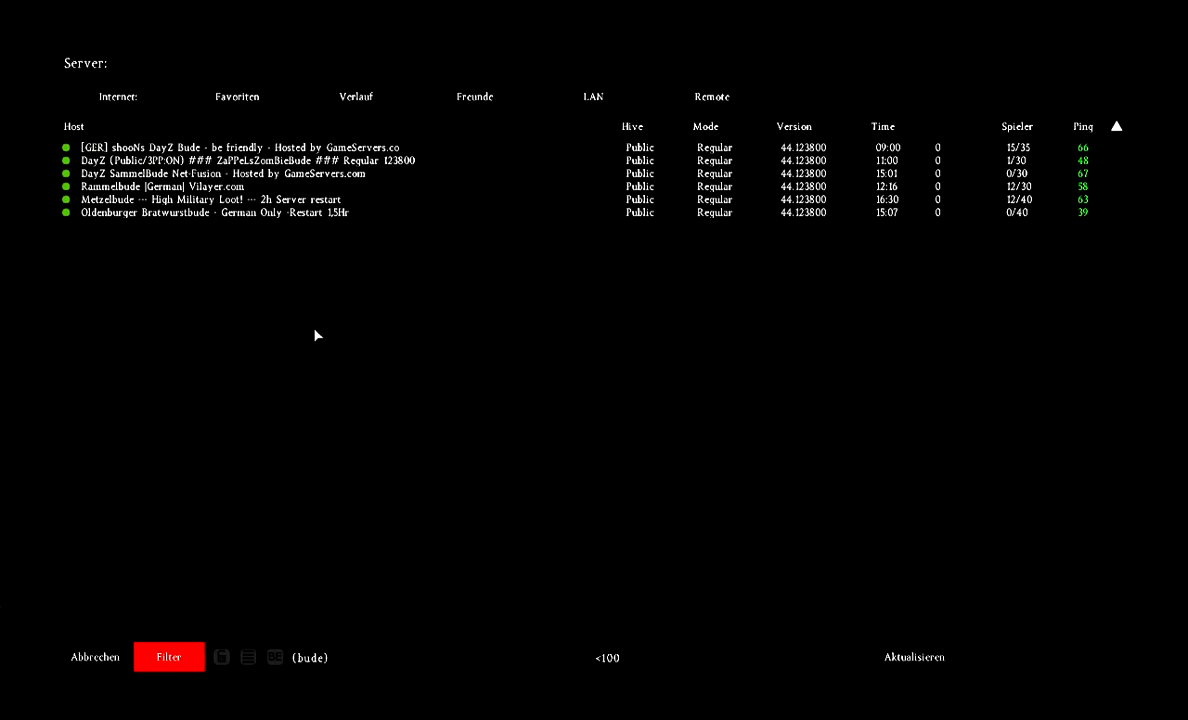 Server:
Internet: Favoriten Verlauf Freunde LAN Remote
Host Hive Mode Version Time Spieler Ping
[GER] shooNs DayZ Bude - be friendly - Hosted by GameServers.co Public Regular 44.123800 09:00 0 15/35 66
DayZ (Public/3PP:ON) ### ZaPPeLsZomBieBude ### Regular 123800 Public Regular 44.123800 11:00 0 1/30 48
DayZ SammelBude Net-Fusion - Hosted by GameServers.com Public Regular 44.123800 15:01 0 0/30 67
Rammelbude |German| Vilayer.com Public Regular 44.123800 12:16 0 12/30 58
Metzelbude --- High Military Loot! --- 2h Server restart Public Regular 44.123800 16:30 0 12/40 63
Oldenburger Bratwurstbude - German Only -Restart 1,5Hr Public Regular 44.123800 15:07 0 0/40 39
Abbrechen Filter BE (bude) <100 Aktualisieren